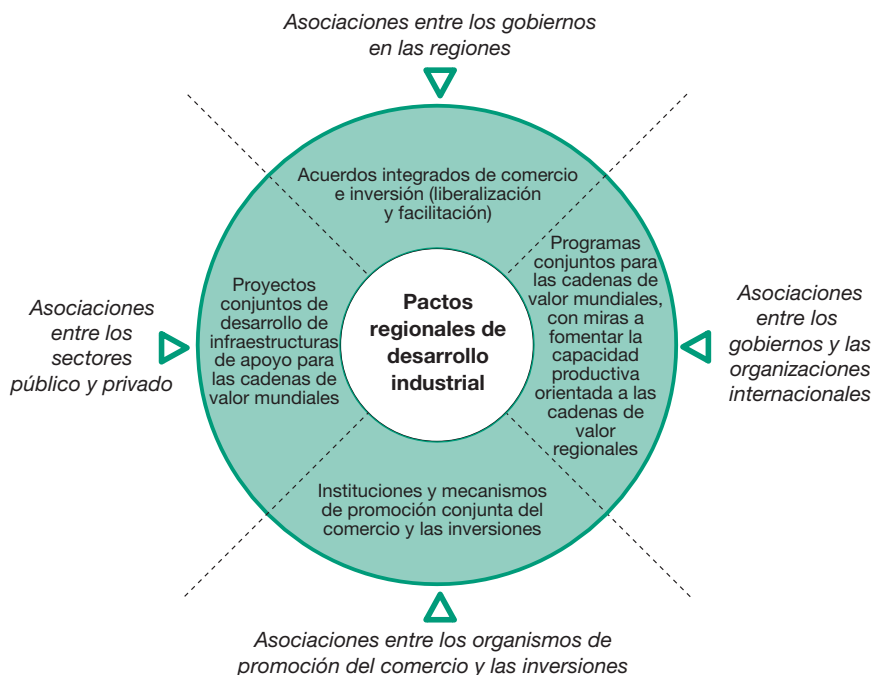 Asociaciones entre los gobiernos
en las regiones
Acuerdos integrados de comercio
e inversión (liberalización
y facilitación)
Asociaciones
entre los
sectores
público y privado
Proyectos
conjuntos de
desarrollo de
infraestructuras
de apoyo para
las cadenas de
valor mundiales
Pactos
regionales de
desarrollo
industrial
Programas
conjuntos para
las cadenas de
valor mundiales,
con miras a
fomentar la
capacidad
productiva
orientada a las
cadenas de
valor
regionales
Asociaciones
entre los
gobiernos y las
organizaciones
internacionales
Instituciones y mecanismos
de promoción conjunta del
comercio y las inversiones
Asociaciones entre los organismos de
promoción del comercio y las inversiones